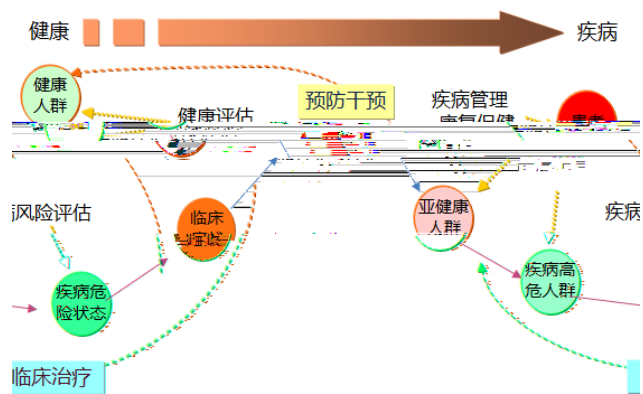 健康
疾病
健康
人群
预防干预
疾病管理
健康评估
风险评估
临床
亚健康
人群
疾病
疾病危
险状态
疾病高
危人群
临床治疗